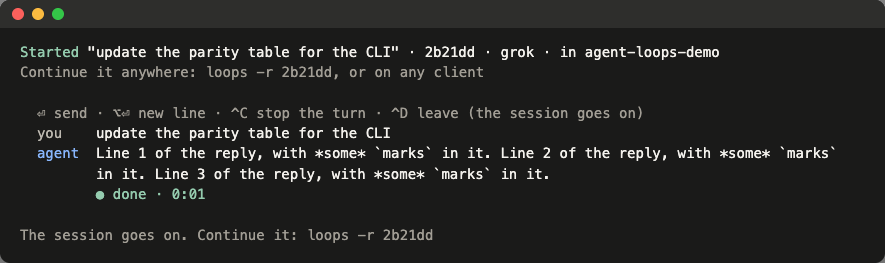 Started "update the parity table for the CLI" · 2b21dd · grok · in agent-loops-demo
Continue it anywhere: loops -r 2b21dd, or on any client
⏎ send · ⌥⏎ new line · ^C stop the turn · ^D leave (the session goes on)
you update the parity table for the CLI
agent Line 1 of the reply, with *some* `marks` in it. Line 2 of the reply, with *some* `marks`
in it. Line 3 of the reply, with *some* `marks` in it.
● done · 0:01
The session goes on. Continue it: loops -r 2b21dd